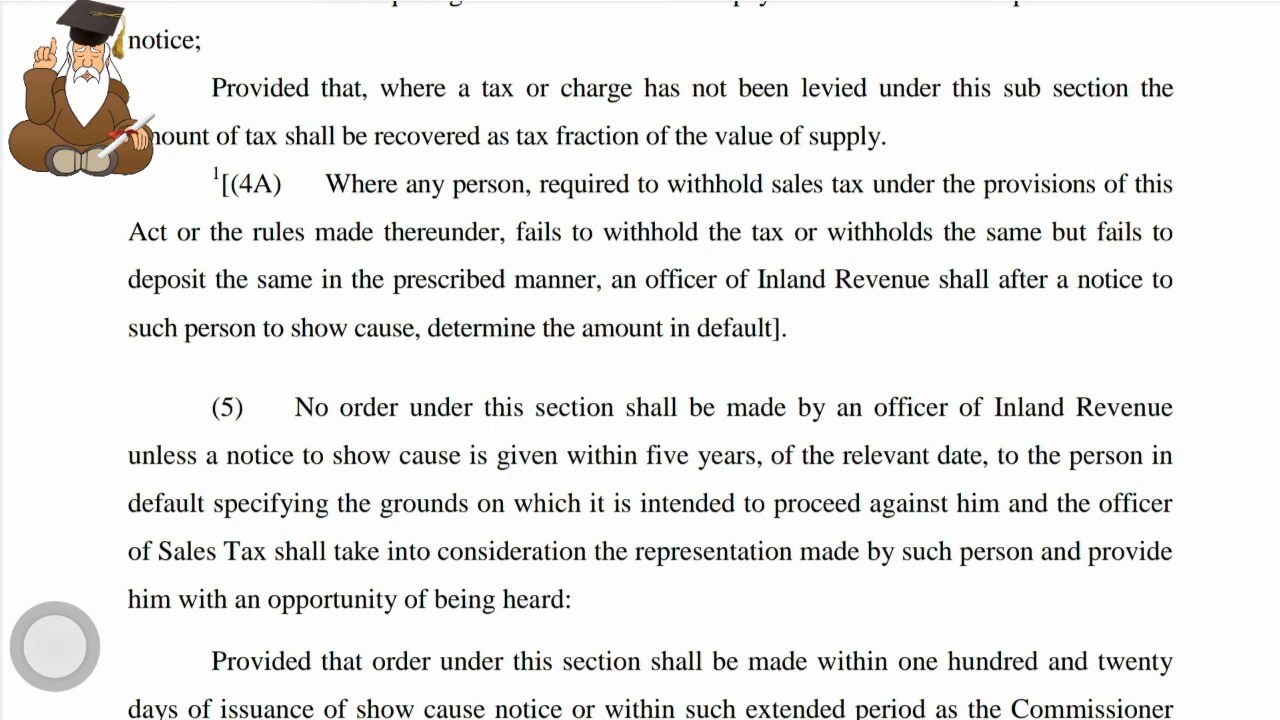 notice;
Provided that, where a tax or charge has not been levied under this sub section the
mount of tax shall be recovered as tax fraction of the value of supply.
1[(4A) Where any person, required to withhold sales tax under the provisions of this
Act or the rules made thereunder, fails to withhold the tax or withholds the same but fails to
deposit the same in the prescribed manner, an officer of Inland Revenue shall after a notice to
such person to show cause, determine the amount in default].
(5) No order under this section shall be made by an officer of Inland Revenue
unless a notice to show cause is given within five years, of the relevant date, to the person in
default specifying the grounds on which it is intended to proceed against him and the officer
of Sales Tax shall take into consideration the representation made by such person and provide
him with an opportunity of being heard:
Provided that order under this section shall be made within one hundred and twenty
days of issuance of show cause notice or within such extended period as the Commissioner